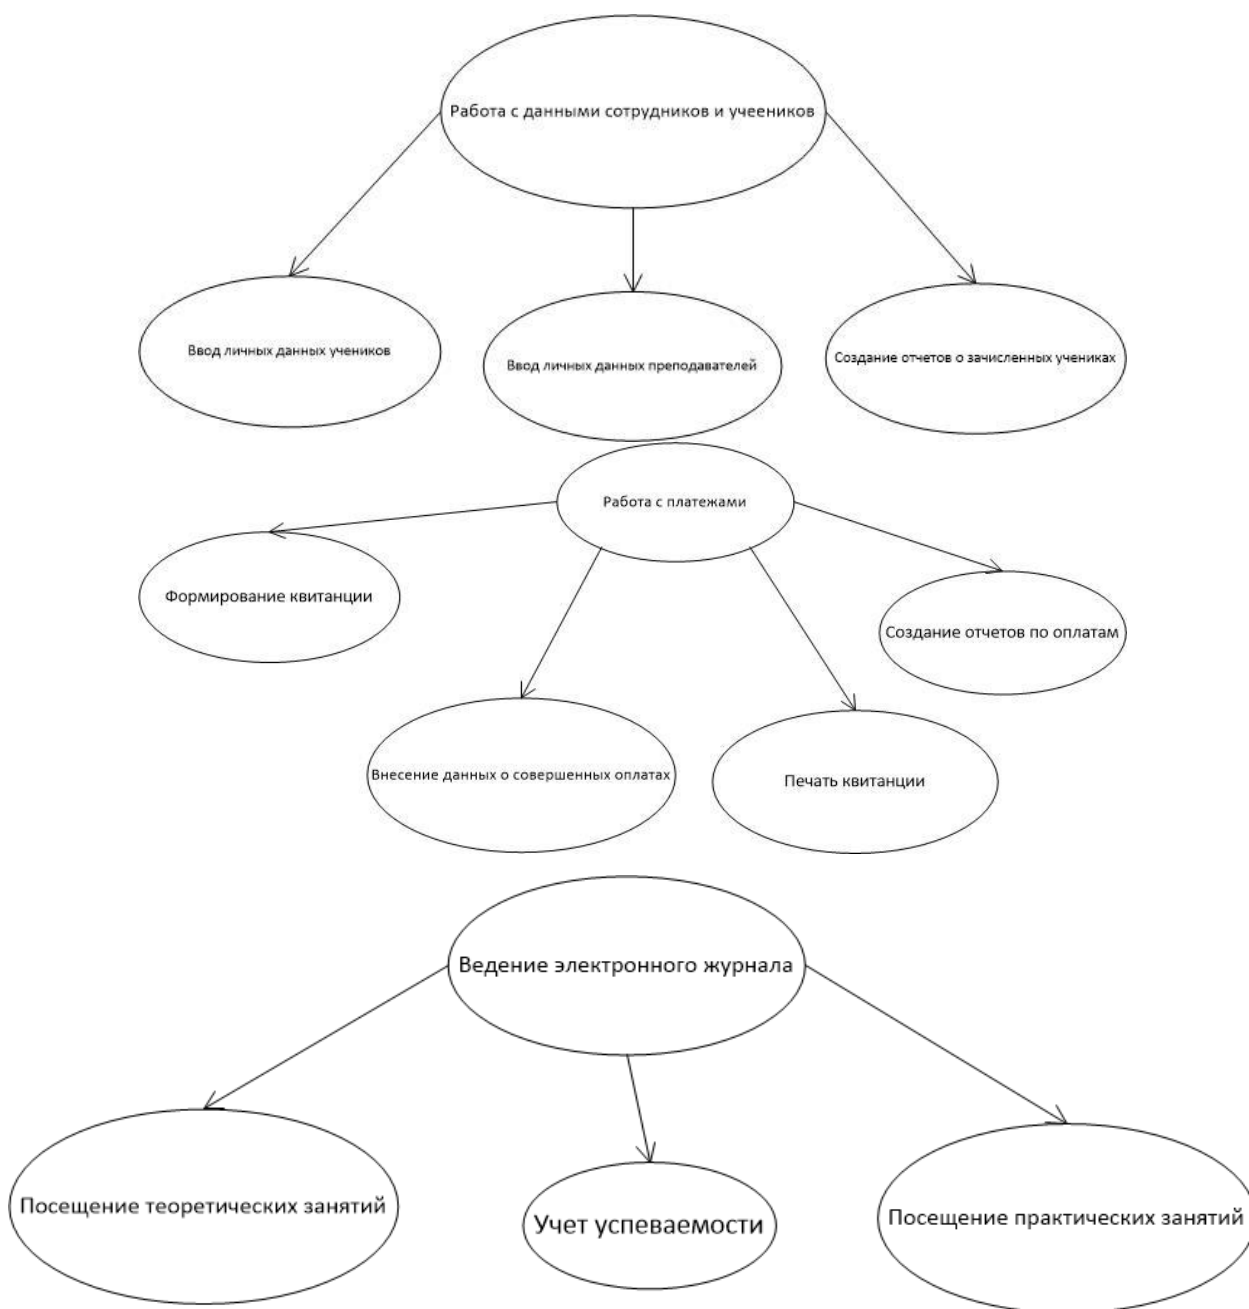 Работа с данными сотрудников и учееников
Ввод личных данных учеников
Ввод личных данных преподавателей
Создание отчетов о зачисленных учениках
Работа с платежами
Формирование квитанции
Создание отчетов по оплатам
Внесение данных о совершенных оплатах
Печать квитанции
Ведение электронного журнала
Посещение теоретических занятий
Учет успеваемости
Посещение практических занятий